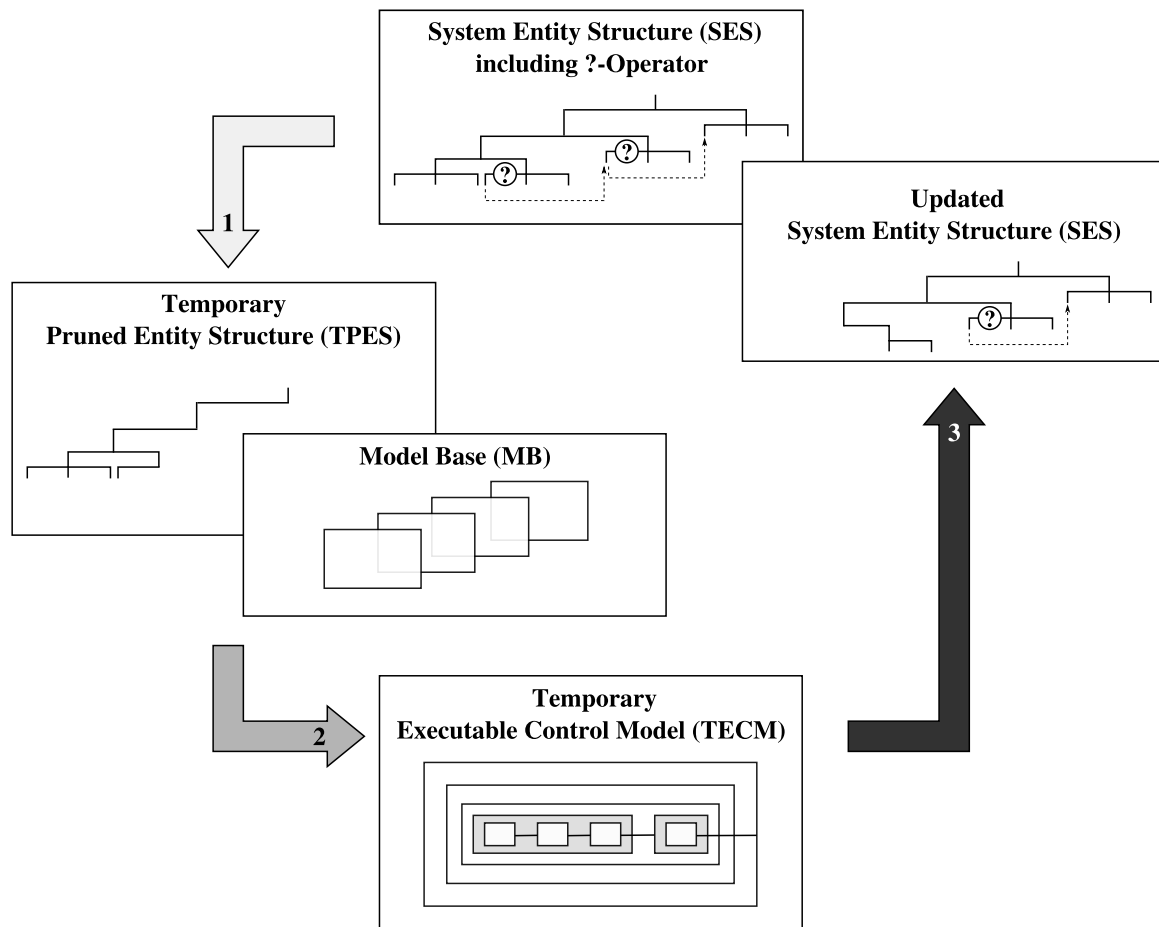 System Entity Structure (SES)
including ?-Operator
?
?
1
Updated
System Entity Structure (SES)
?
Temporary
Pruned Entity Structure (TPES)
Model Base (MB)
3
2
Temporary
Executable Control Model (TECM)